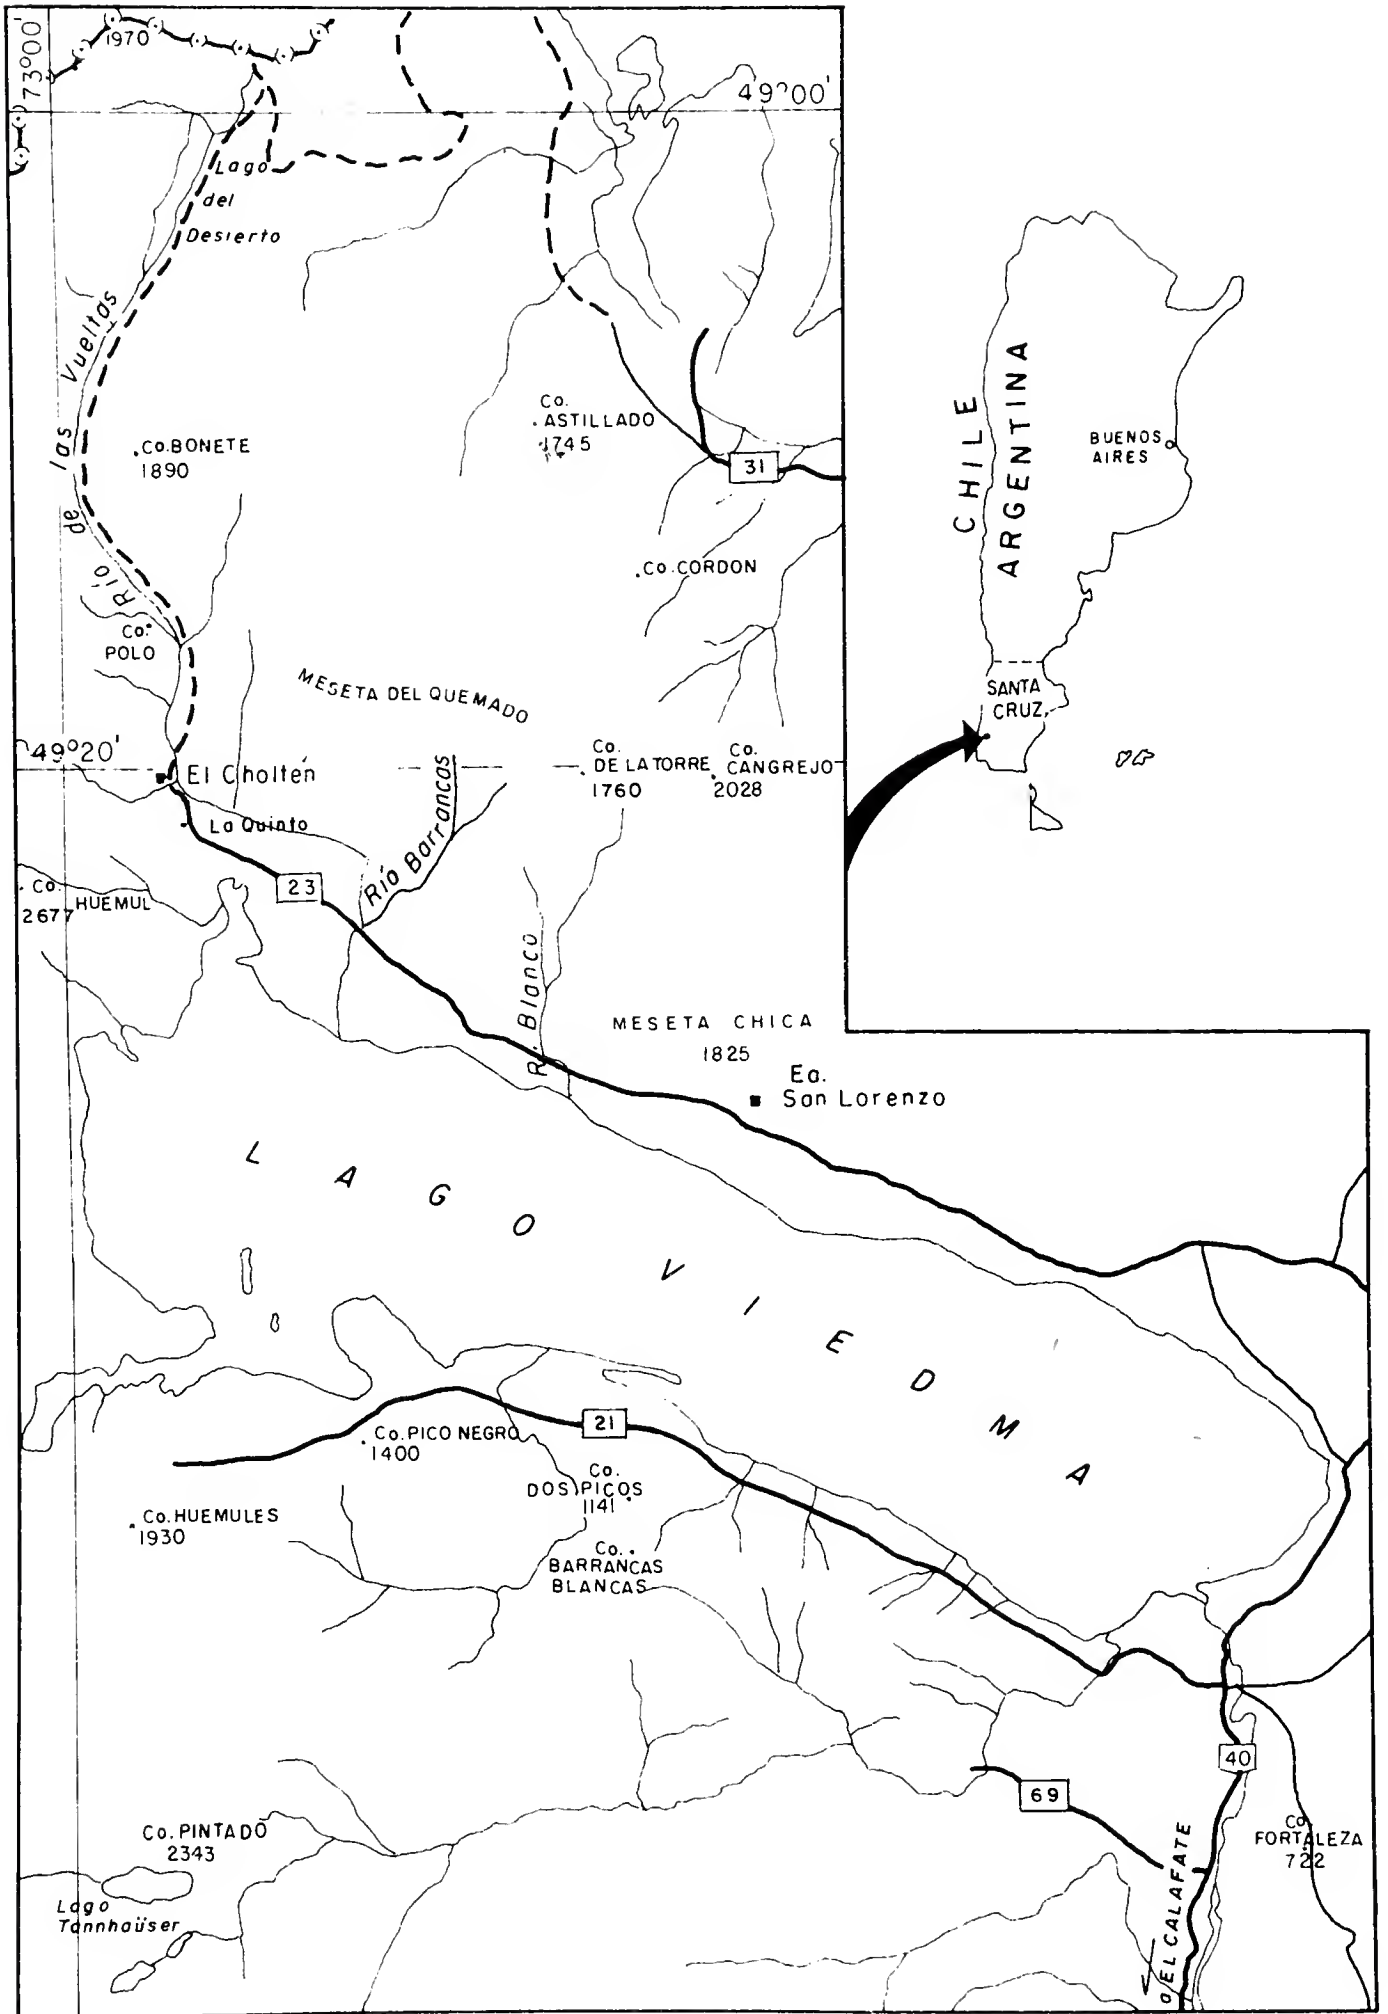 73°00'
1970
49°00'
Lago
del
Desierto
Río de las Vueltas
Co. BONETE
1890
Co.
ASTILLADO
1745
31
Co. CORDON
Co.
POLO
MESETA DEL QUEMADO
49°20'
El Choltén
La Quinto
Co.
DE LA TORRE
1760
Co.
CANGREJO
2028
Río Barrancas
23
Co.
HUEMUL
2677
R. Blanco
MESETA CHICA
1825
Ea.
San Lorenzo
LAGO VIEDMA
21
Co. PICO NEGRO
1400
Co.
DOS PICOS
1141
Co. HUEMULES
1930
Co.
BARRANCAS
BLANCAS
40
69
Co. PINTADO
2343
Co.
FORTALEZA
722
Lago
Tannhaüser
a EL CALAFATE
CHILE
ARGENTINA
BUENOS
AIRES
SANTA
CRUZ